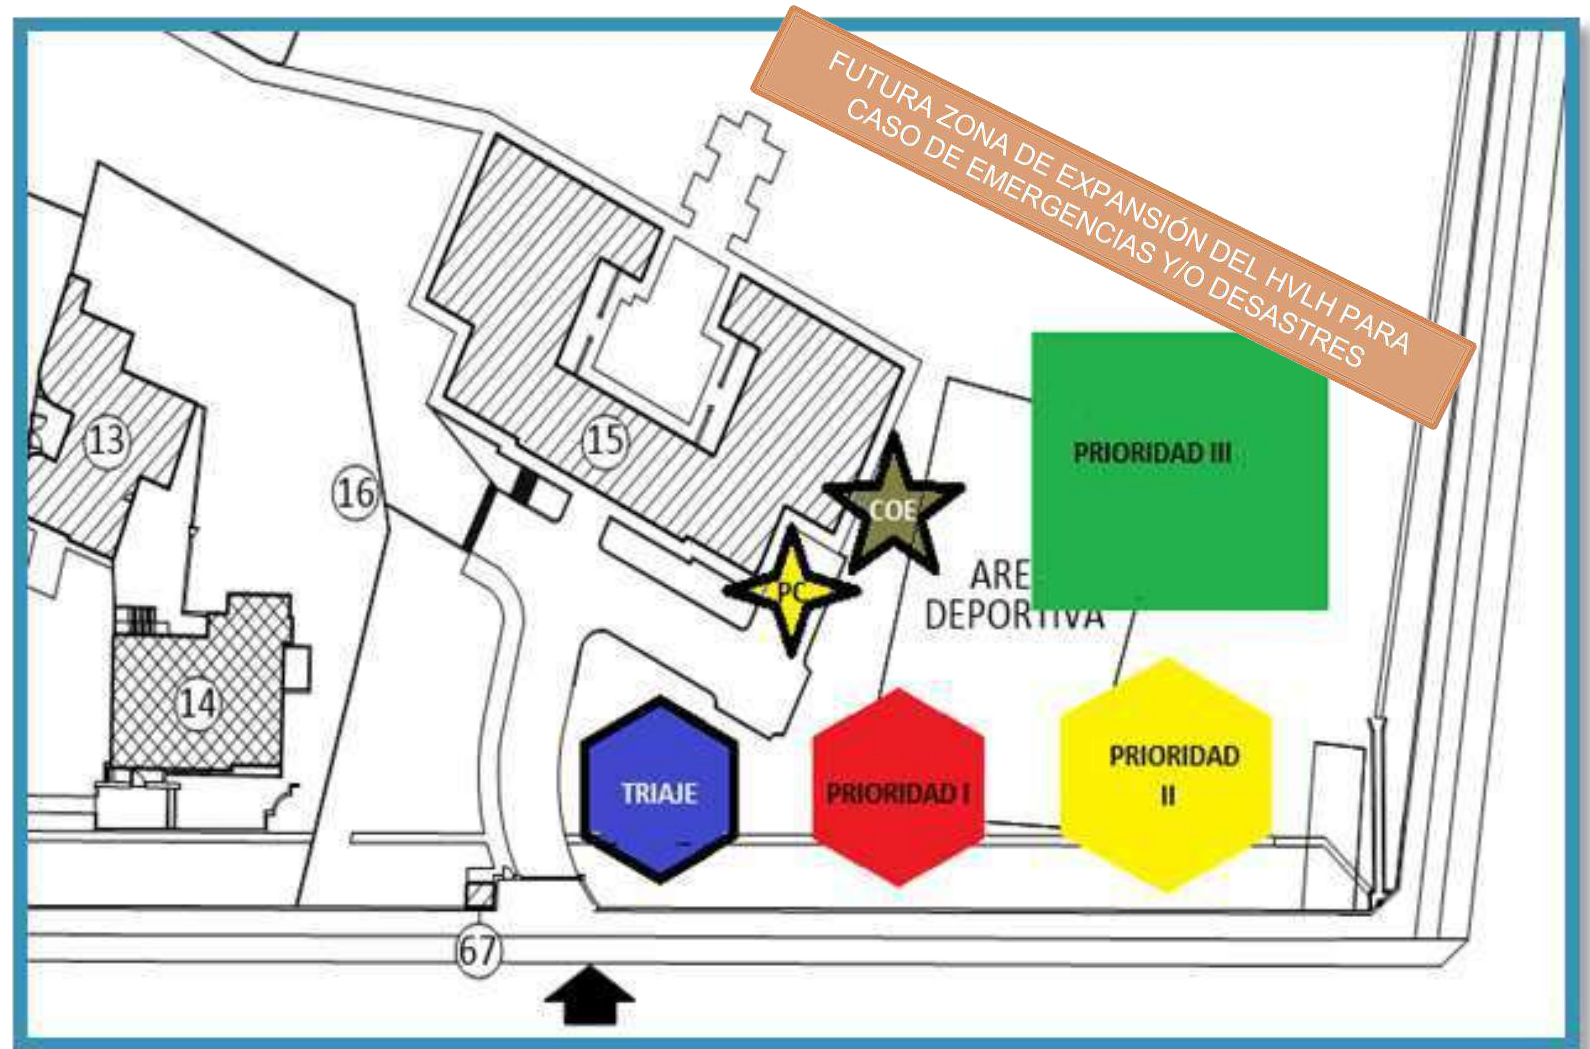 FUTURA ZONA DE EXPANSIÓN DEL HVLH PARA
CASO DE EMERGENCIAS Y/O DESASTRES
PRIORIDAD III
13
15
16
COE
PC
ARE
DEPORTIVA
14
TRIAJE
PRIORIDAD I
PRIORIDAD
II
67